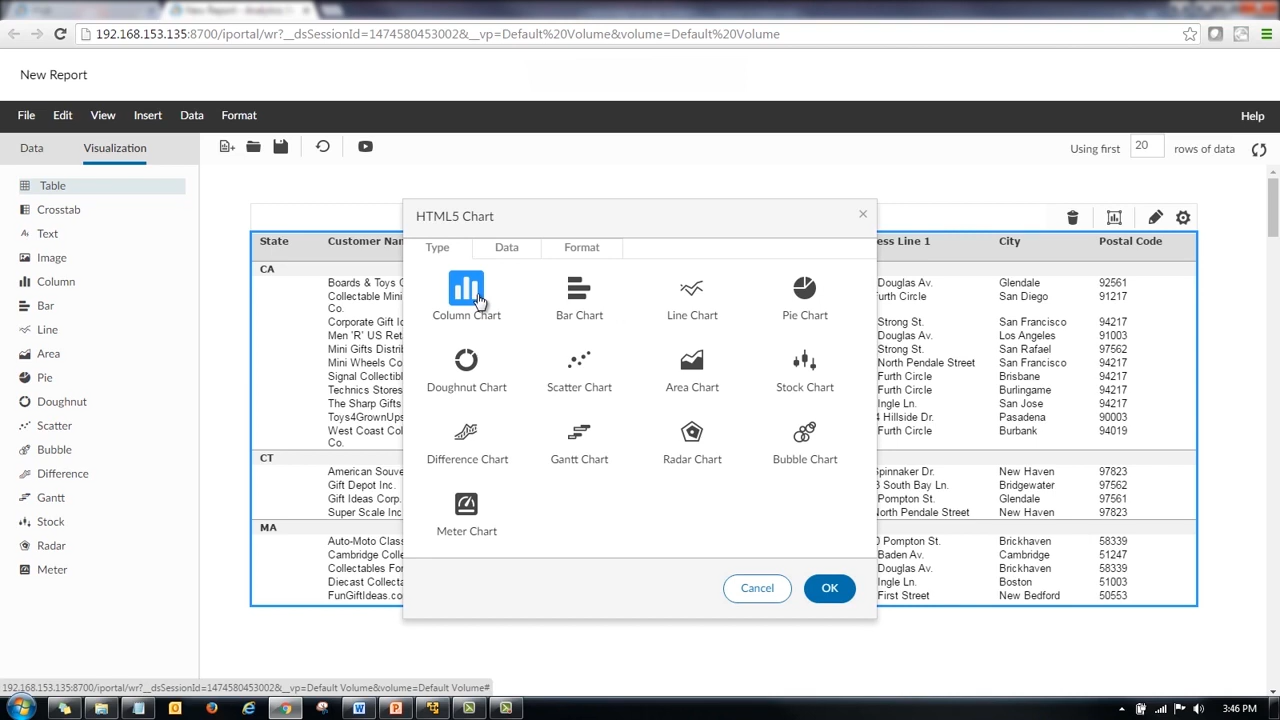 New Report - Analytics
192.168.153.135:8700/iportal/wr?__dsSessionId=1474580453002&__vp=Default%20Volume&volume=Default%20Volume
New Report
File Edit View Insert Data Format Help
Data Visualization
Using first 20 rows of data
Table
Crosstab
Text
Image
Column
Bar
Line
Area
Pie
Doughnut
Scatter
Bubble
Difference
Gantt
Stock
Radar
Meter
HTML5 Chart
Type Data Format
Column Chart Bar Chart Line Chart Pie Chart
Doughnut Chart Scatter Chart Area Chart Stock Chart
Difference Chart Gantt Chart Radar Chart Bubble Chart
Meter Chart
Cancel OK
State Customer Nam ess Line 1 City Postal Code
CA
Boards & Toys C Douglas Av. Glendale 92561
Collectable Mini urth Circle San Diego 91217
Co.
Corporate Gift Id Strong St. San Francisco 94217
Men 'R' US Ret Douglas Av. Los Angeles 91003
Mini Gifts Distrib Strong St. San Rafael 97562
Mini Wheels Co North Pendale Street San Francisco 94217
Signal Collectibl Furth Circle Brisbane 94217
Technics Stores Furth Circle Burlingame 94217
The Sharp Gifts Ingle Ln. San Jose 94217
Toys4GrownUps 4 Hillside Dr. Pasadena 90003
West Coast Col Furth Circle Burbank 94019
Co.
CT
American Souve Spinnaker Dr. New Haven 97823
Gift Depot Inc. 3 South Bay Ln. Bridgewater 97562
Gift Ideas Corp. Pompton St. Glendale 97561
Super Scale Inc North Pendale Street New Haven 97823
MA
Auto-Moto Class 0 Pompton St. Brickhaven 58339
Cambridge Colle Baden Av. Cambridge 51247
Collectables For Douglas Av. Brickhaven 58339
Diecast Collecta Ingle Ln. Boston 51003
FunGiftIdeas.co First Street New Bedford 50553
192.168.153.135:8700/iportal/wr?__dsSessionId=1474580453002&__vp=Default Volume&volume=Default Volume#
3:46 PM